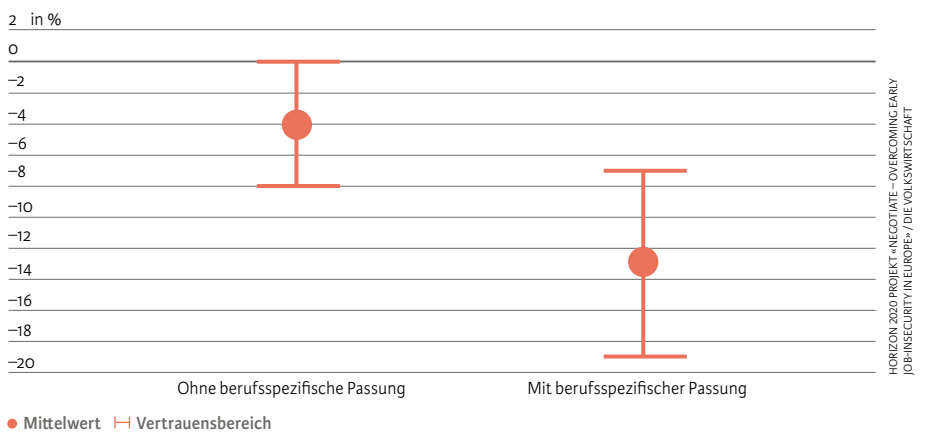 2 in %
0
–2
–4
–6
–8
–10
–12
–14
–16
–18
–20
Ohne berufsspezifische Passung
Mit berufsspezifischer Passung
Mittelwert
Vertrauensbereich
HORIZON 2020 PROJEKT «NEGOTIATE – OVERCOMING EARLY
JOB-INSECURITY IN EUROPE» / DIE VOLKSWIRTSCHAFT